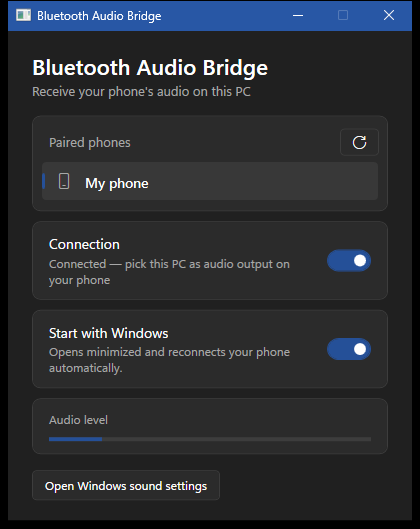 Bluetooth Audio Bridge
Bluetooth Audio Bridge
Receive your phone's audio on this PC
Paired phones
My phone
Connection
Connected — pick this PC as audio output on
your phone
Start with Windows
Opens minimized and reconnects your phone
automatically.
Audio level
Open Windows sound settings